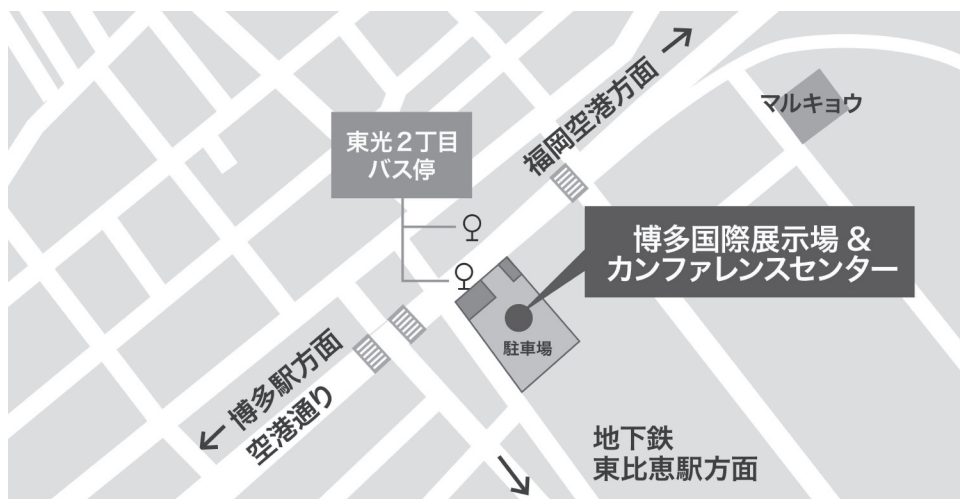 福岡空港方面
マルキョウ
東光2丁目
バス停
博多国際展示場 &
カンファレンスセンター
駐車場
博多駅方面
空港通り
地下鉄
東比恵駅方面